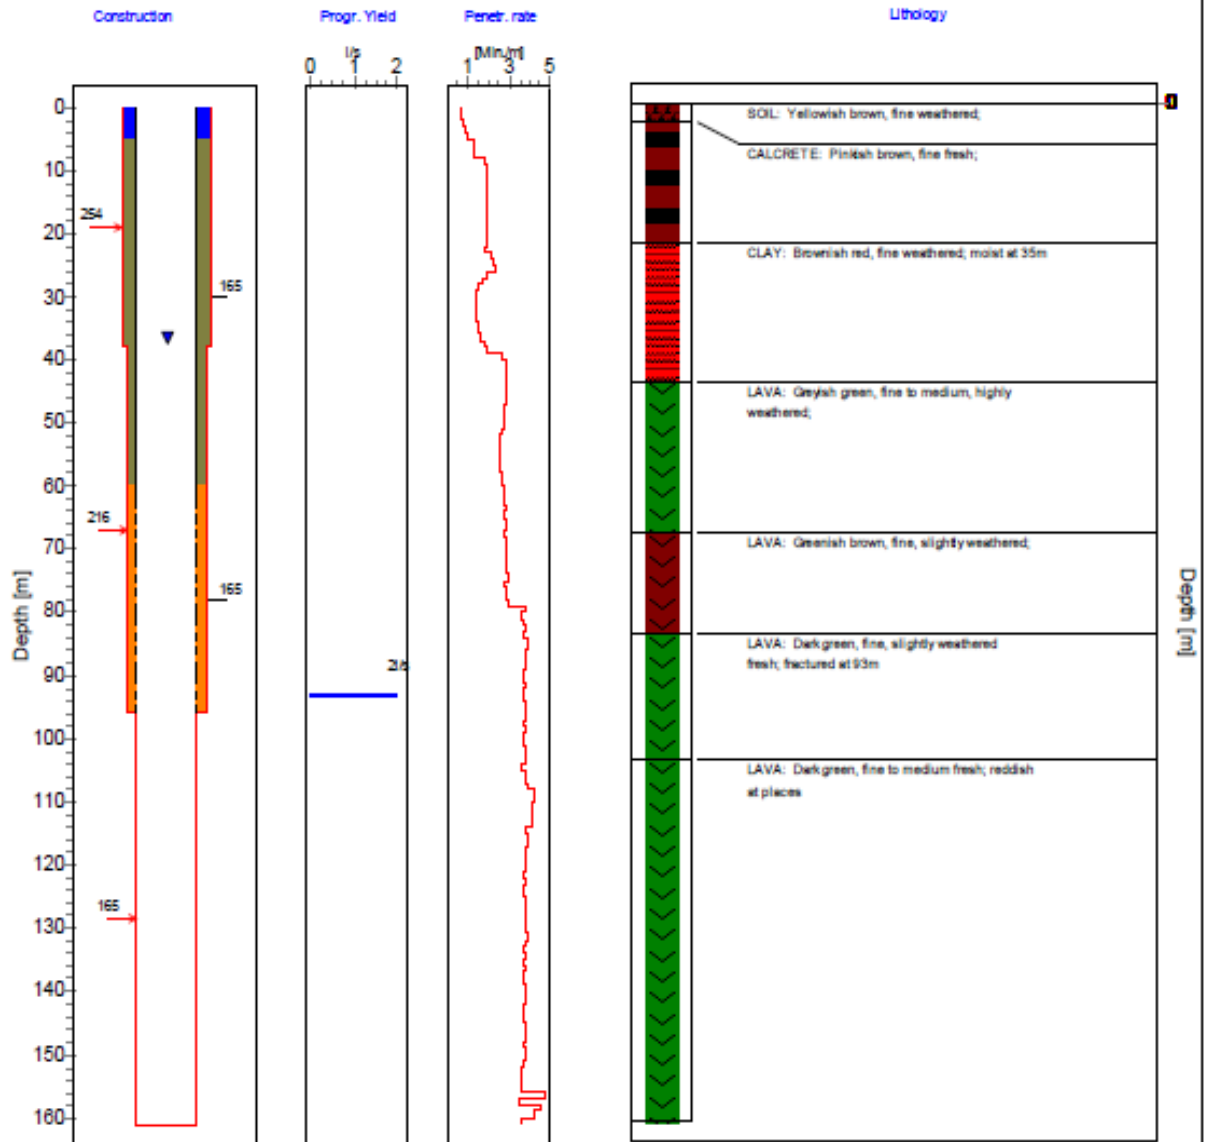 Construction
Progr. Yield
Penetr. rate
Lithology
l/s
[Min./m]
0 1 2
1 3 5
0
10
20
30
40
50
60
70
80
90
100
110
120
130
140
150
160
Depth [m]
254
165
216
165
165
2l/s
SOIL: Yellowish brown, fine weathered;
CALCRETE: Pinkish brown, fine fresh;
CLAY: Brownish red, fine weathered; moist at 35m
LAVA: Greyish green, fine to medium, highly
weathered;
LAVA: Greenish brown, fine, slightly weathered;
LAVA: Dark green, fine, slightly weathered
fresh; fractured at 93m
LAVA: Dark green, fine to medium fresh; reddish
at places
Depth [m]